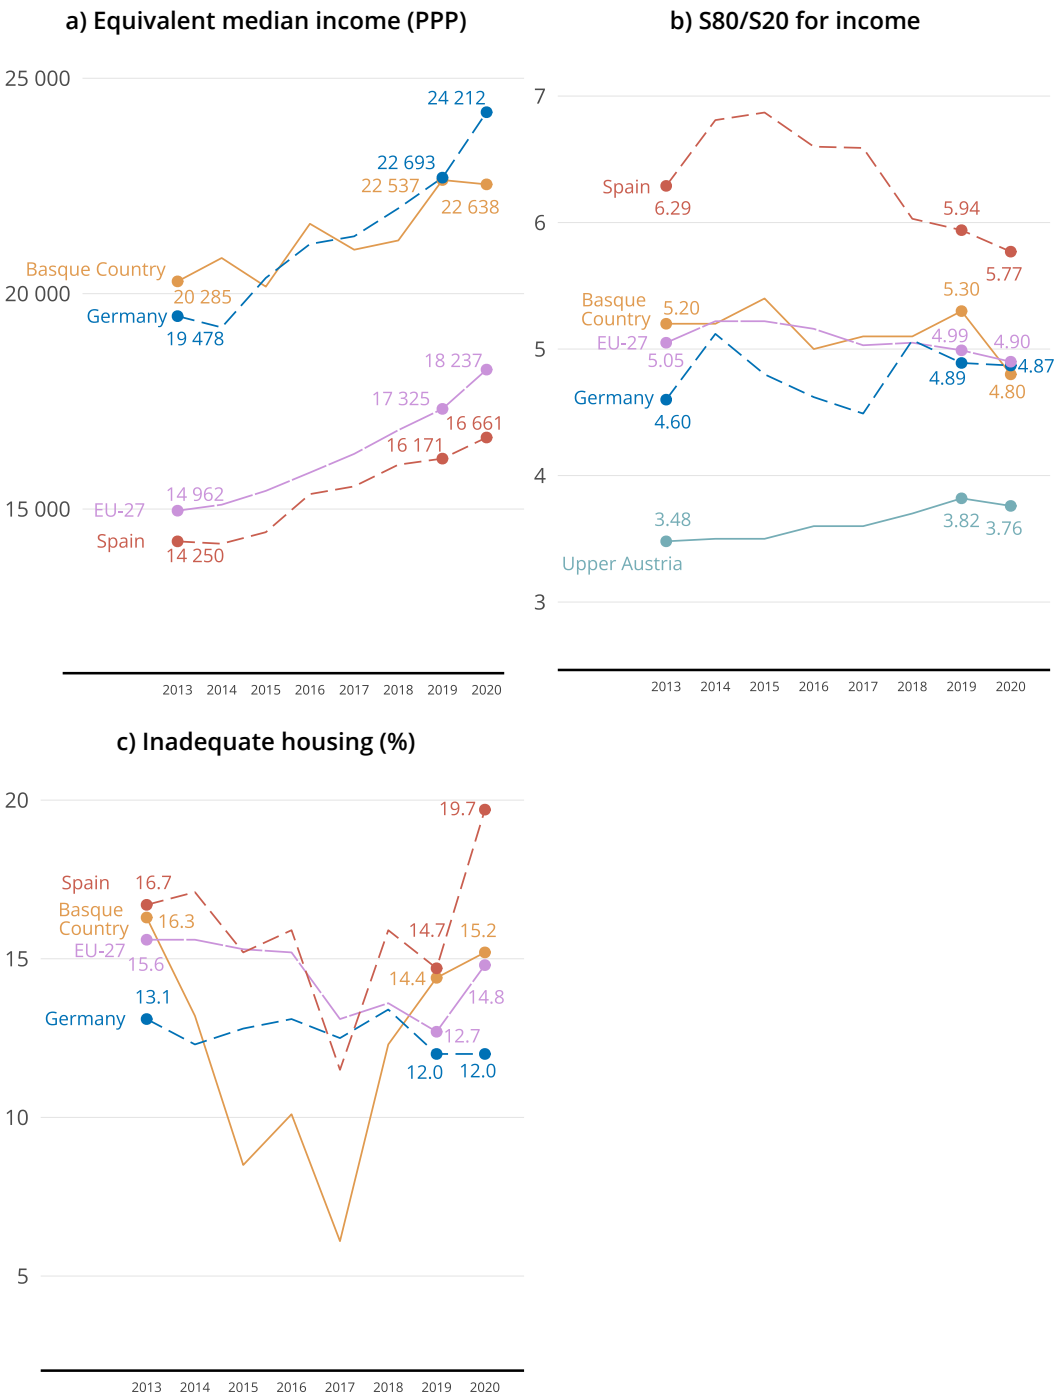 a) Equivalent median income (PPP)
25 000
24 212
22 693
22 537
22 638
Basque Country
20 285
20 000
Germany
19 478
18 237
17 325
16 661
16 171
14 962
15 000
EU-27
Spain
14 250
2013 2014 2015 2016 2017 2018 2019 2020
b) S80/S20 for income
7
Spain
6.29
5.94
6
5.77
5.30
Basque
Country
5.20
EU-27
5.05
4.99
4.90
5
4.87
4.89
4.80
Germany
4.60
4
3.48
3.82
3.76
Upper Austria
3
2013 2014 2015 2016 2017 2018 2019 2020
c) Inadequate housing (%)
20
19.7
Spain
16.7
Basque
Country
16.3
EU-27
15.6
14.7
15.2
15
14.4
14.8
13.1
Germany
12.7
12.0
12.0
10
5
2013 2014 2015 2016 2017 2018 2019 2020